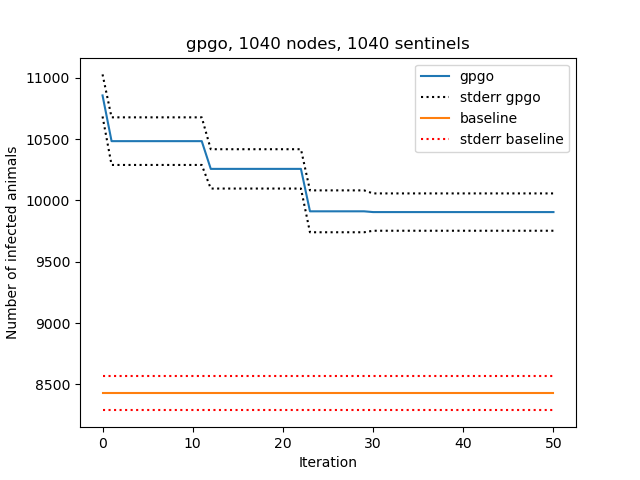 gpgo, 1040 nodes, 1040 sentinels
11000
10500
10000
9500
9000
8500
Number of infected animals
gpgo
stderr gpgo
baseline
stderr baseline
0
10
20
30
40
50
Iteration